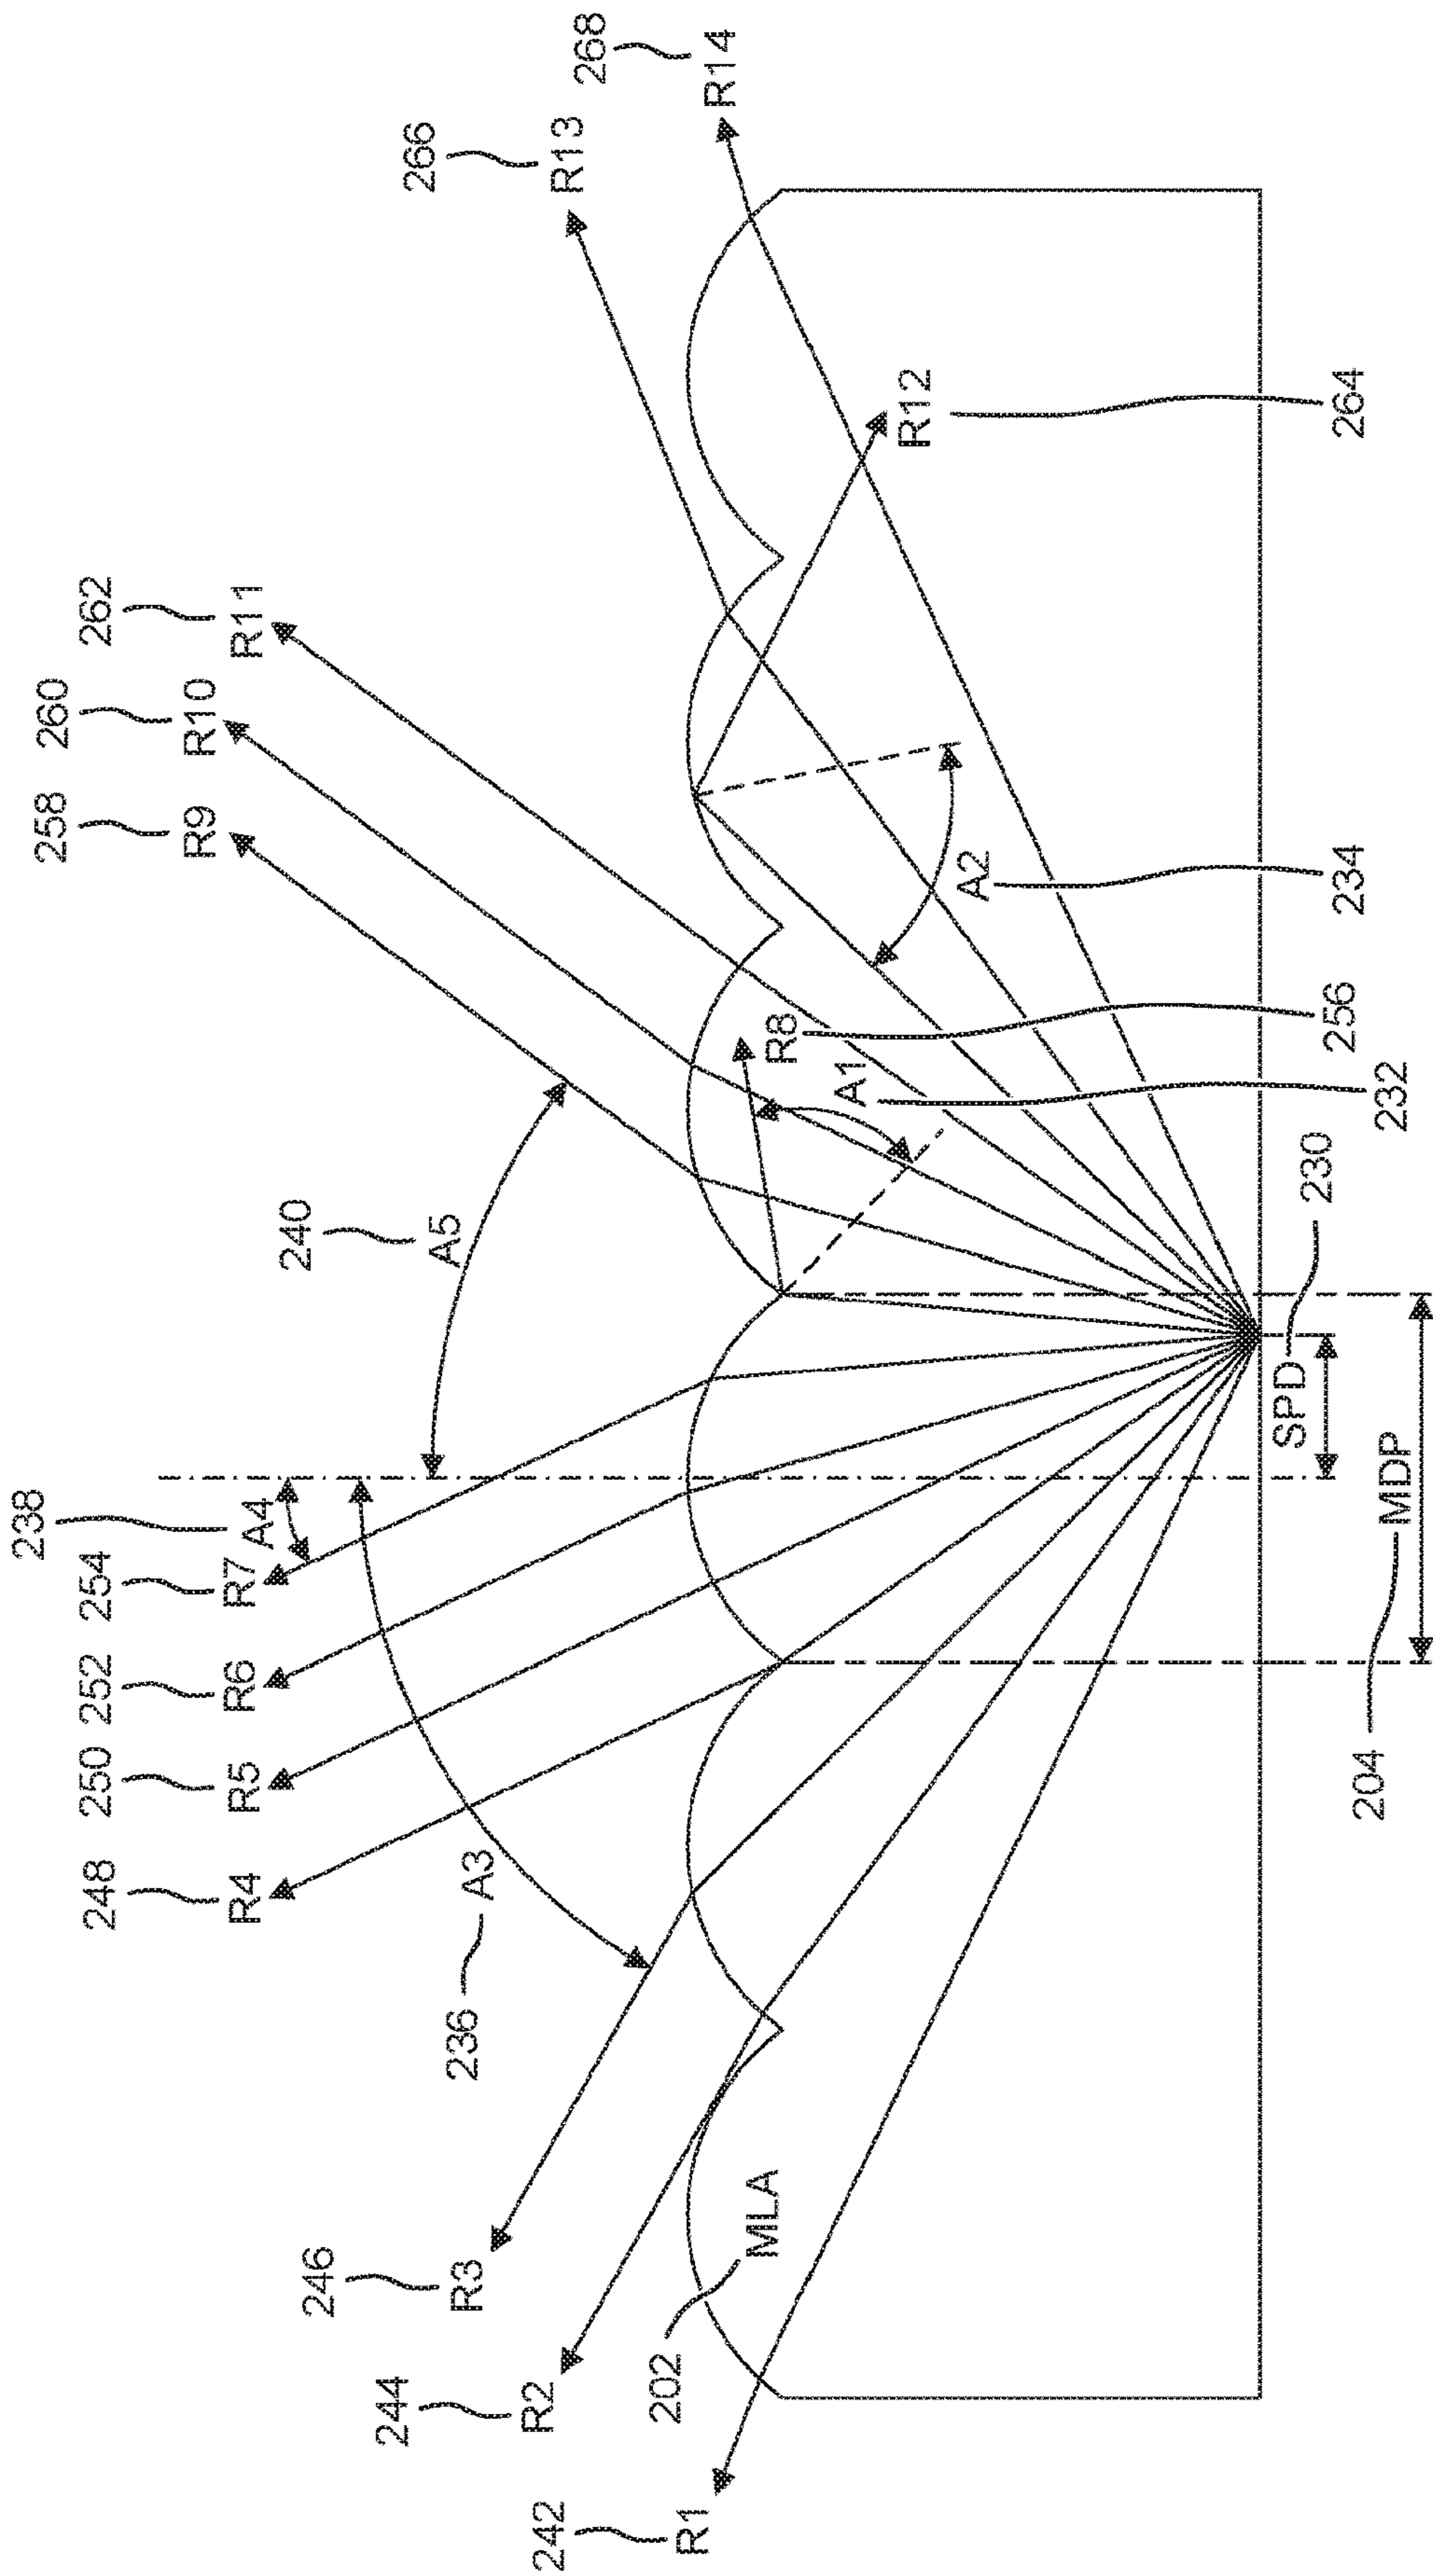 242
R1
244
R2
246
R3
202
MLA
236
A3
248
R4
250
R5
252
R6
254
R7
238
A4
240
A5
258
R9
260
R10
262
R11
266
R13
268
R14
R12
264
A2
234
R8
256
A1
232
SPD
230
204
MDP